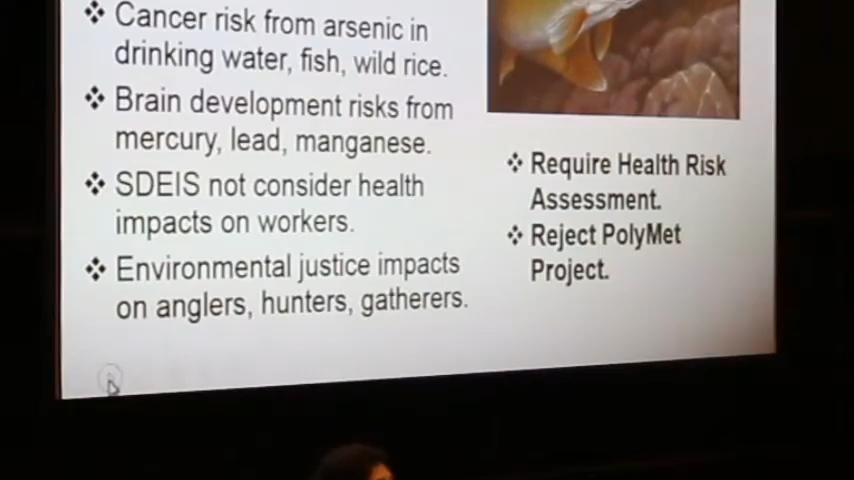 ❖ Cancer risk from arsenic in
drinking water, fish, wild rice.
❖ Brain development risks from
mercury, lead, manganese.
❖ SDEIS not consider health
impacts on workers.
❖ Environmental justice impacts
on anglers, hunters, gatherers.
❖ Require Health Risk
Assessment.
❖ Reject PolyMet
Project.